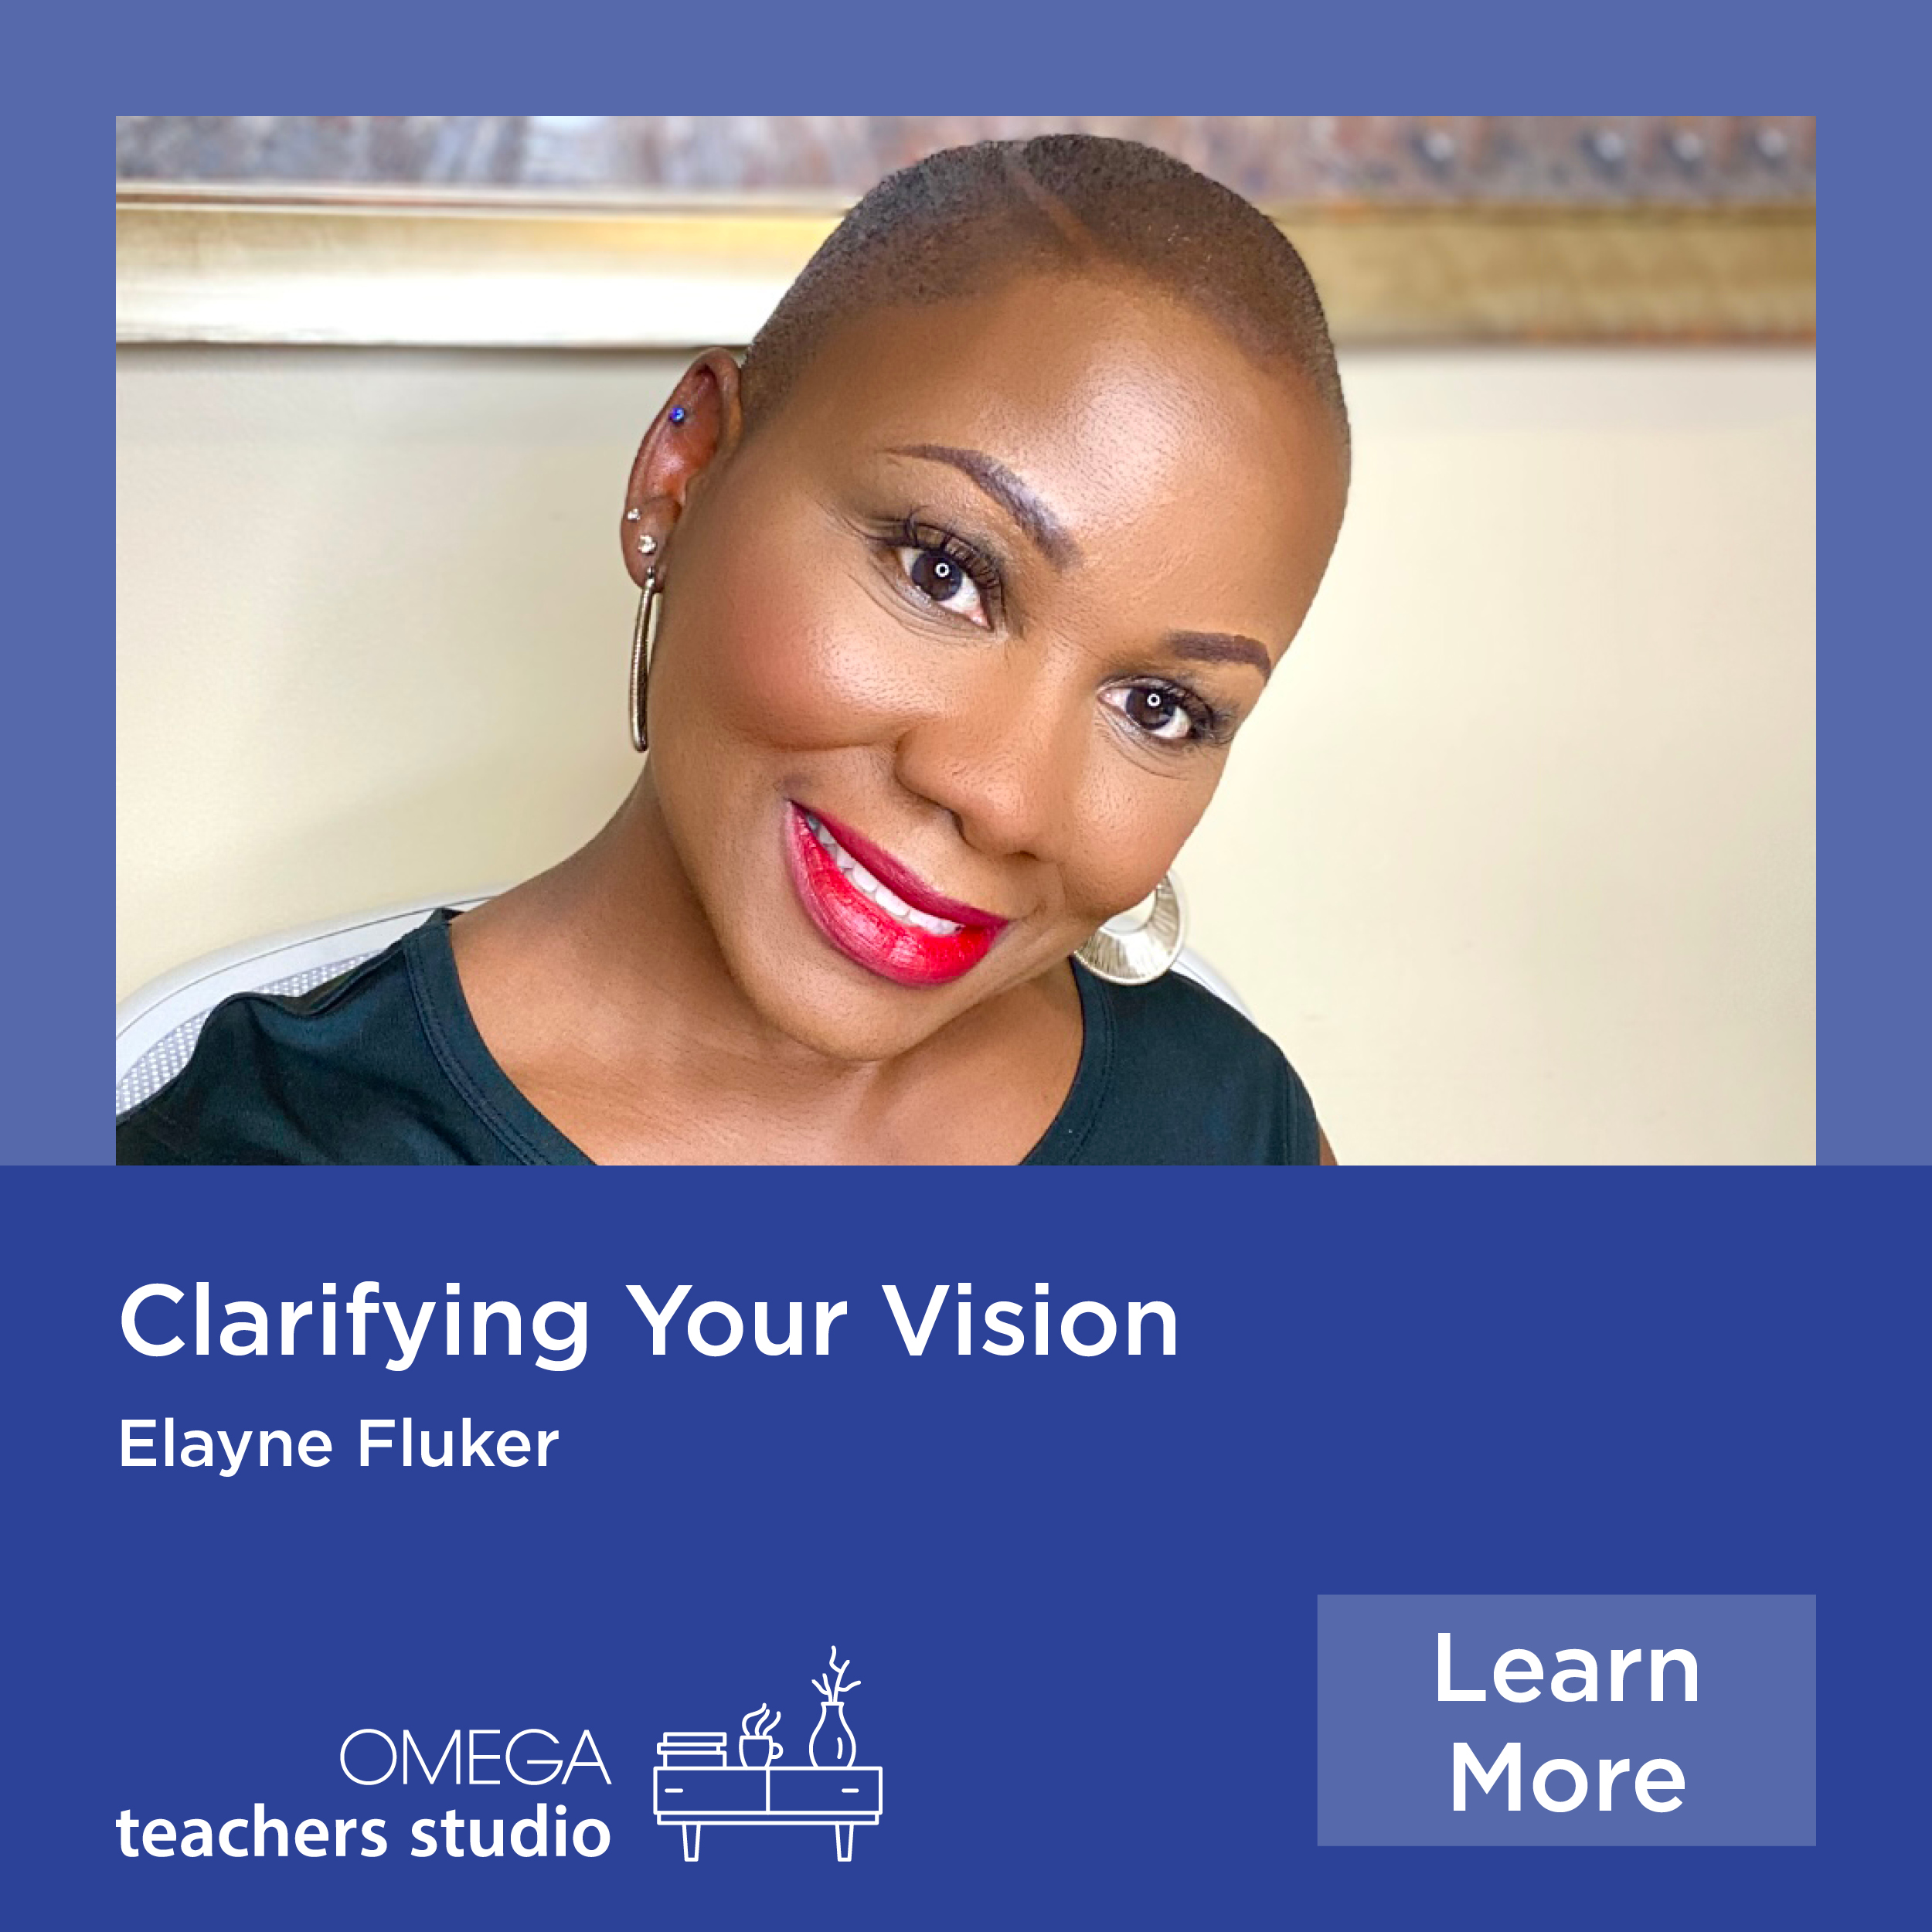 Clarifying Your Vision
Elayne Fluker
OMEGA
teachers studio
Learn
More